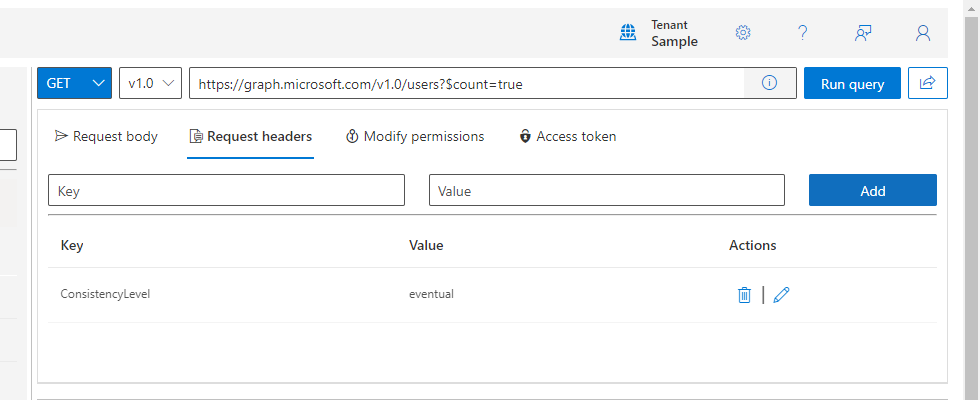 Tenant
Sample
GET v1.0 https://graph.microsoft.com/v1.0/users?$count=true Run query
Request body Request headers Modify permissions Access token
Key Value Add
Key Value Actions
ConsistencyLevel eventual